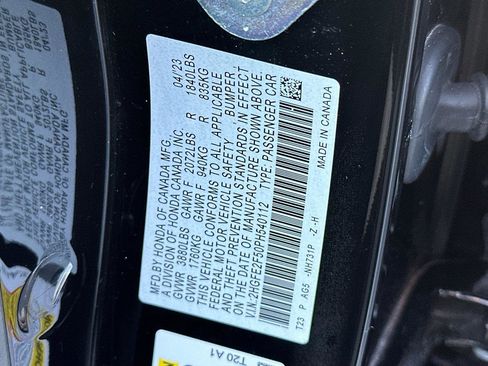 MFD.BY HONDA OF CANADA MFG.
A DIVISION OF HONDA CANADA INC. 04/23
GVWR 3880LBS GAWR F 2072LBS R 1840LBS
GVWR 1760KG GAWR F 940KG R 835KG
THIS VEHICLE CONFORMS TO ALL APPLICABLE
FEDERAL MOTOR VEHICLE SAFETY, BUMPER,
AND THEFT PREVENTION STANDARDS IN EFFECT
ON THE DATE OF MANUFACTURE SHOWN ABOVE.
V.I.N.:2HGFE2F50PH540112 TYPE:PASSENGER CAR
T23 P AG5 -NH731P -Z -H MADE IN CANADA
T20 A1